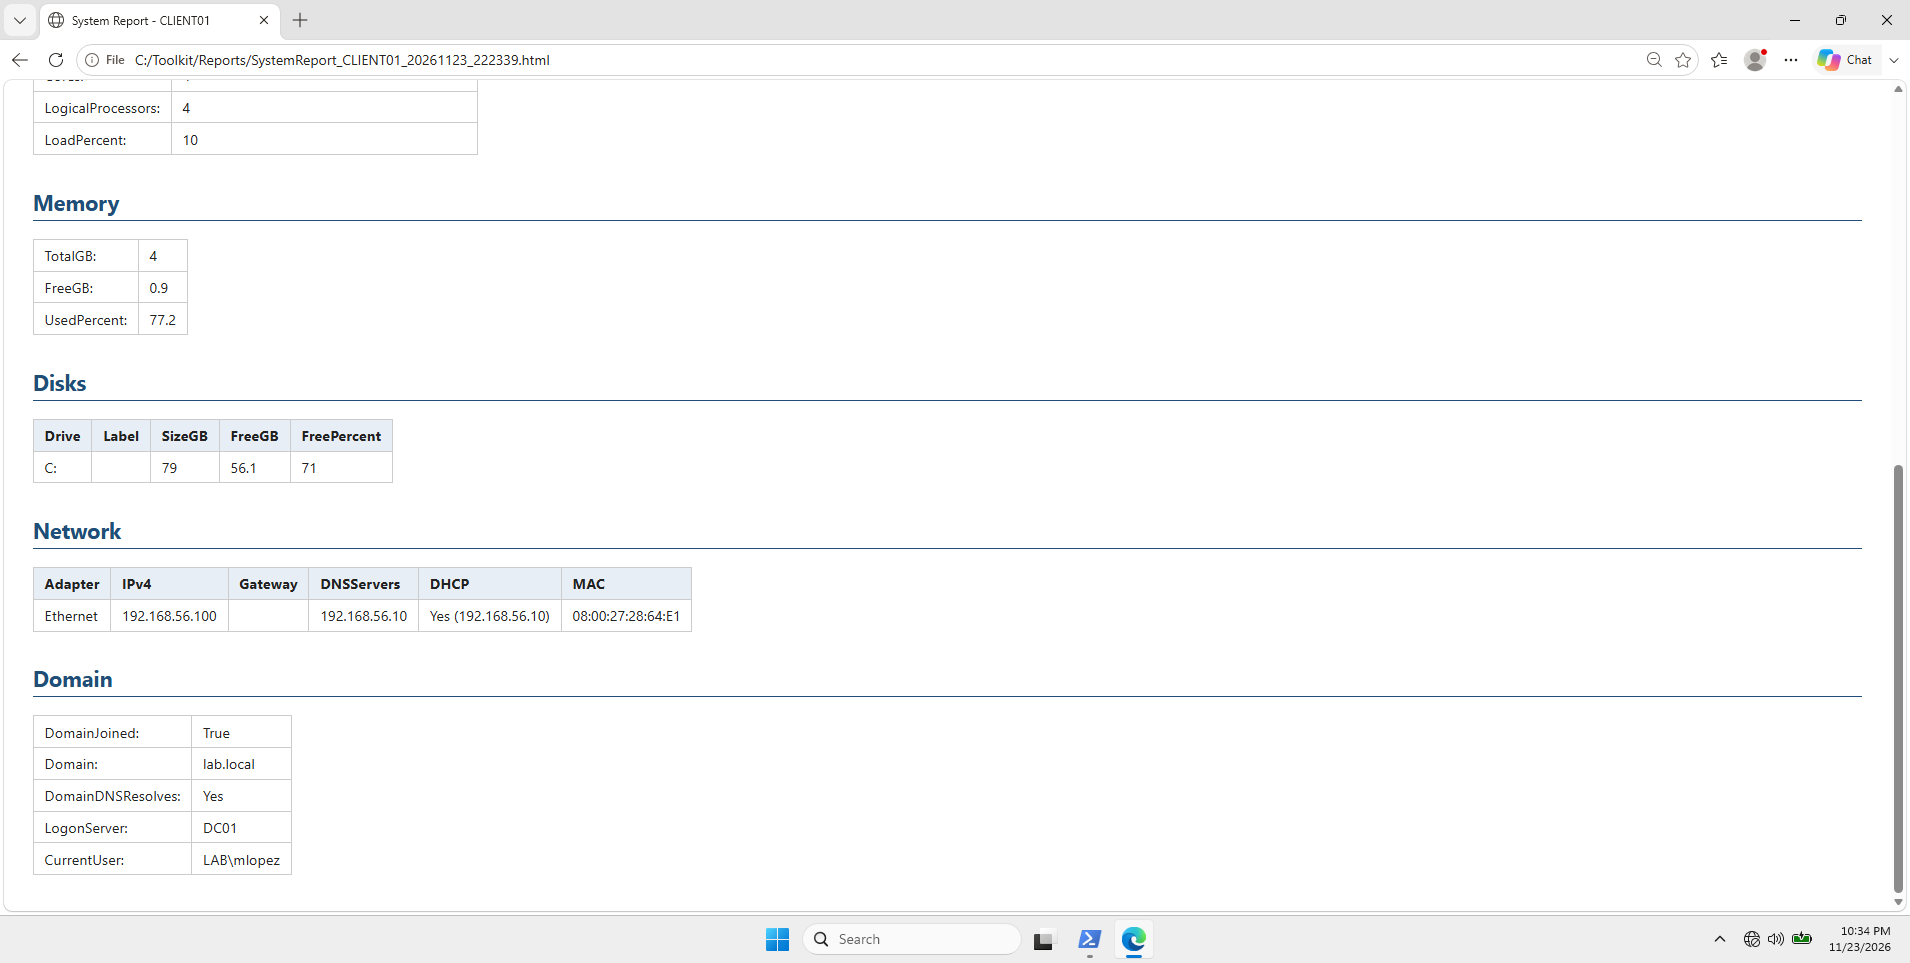 System Report - CLIENT01
File C:/Toolkit/Reports/SystemReport_CLIENT01_20261123_222339.html
Chat
LogicalProcessors: 4
LoadPercent: 10
Memory
TotalGB: 4
FreeGB: 0.9
UsedPercent: 77.2
Disks
Drive Label SizeGB FreeGB FreePercent
C: 79 56.1 71
Network
Adapter IPv4 Gateway DNSServers DHCP MAC
Ethernet 192.168.56.100 192.168.56.10 Yes (192.168.56.10) 08:00:27:28:64:E1
Domain
DomainJoined: True
Domain: lab.local
DomainDNSResolves: Yes
LogonServer: DC01
CurrentUser: LAB\mlopez
Search
10:34 PM
11/23/2026